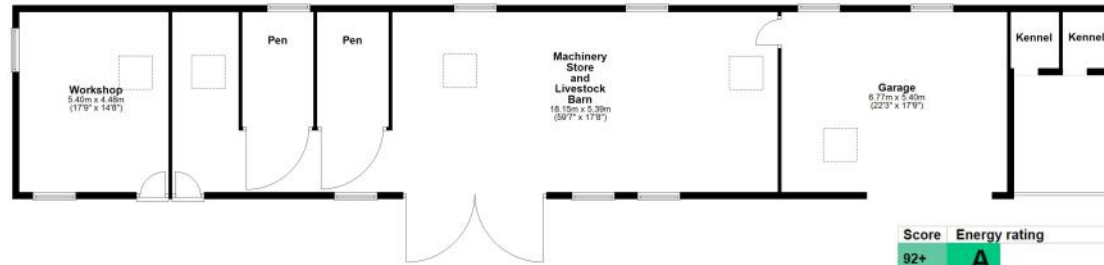 Pen
Pen
Kennel
Kennel
Workshop
5.40m x 4.48m
(17'9" x 14'8")
Machinery
Store
and
Livestock
Barn
18.15m x 5.39m
(59'7" x 17'8")
Garage
6.77m x 5.40m
(22'3" x 17'9")
Score Energy rating
92+ A